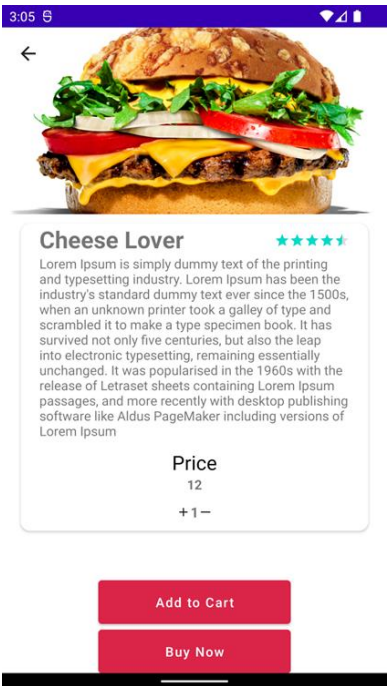 3:05
Cheese Lover
Lorem Ipsum is simply dummy text of the printing
and typesetting industry. Lorem Ipsum has been the
industry's standard dummy text ever since the 1500s,
when an unknown printer took a galley of type and
scrambled it to make a type specimen book. It has
survived not only five centuries, but also the leap
into electronic typesetting, remaining essentially
unchanged. It was popularised in the 1960s with the
release of Letraset sheets containing Lorem Ipsum
passages, and more recently with desktop publishing
software like Aldus PageMaker including versions of
Lorem Ipsum
Price
12
+1−
Add to Cart
Buy Now